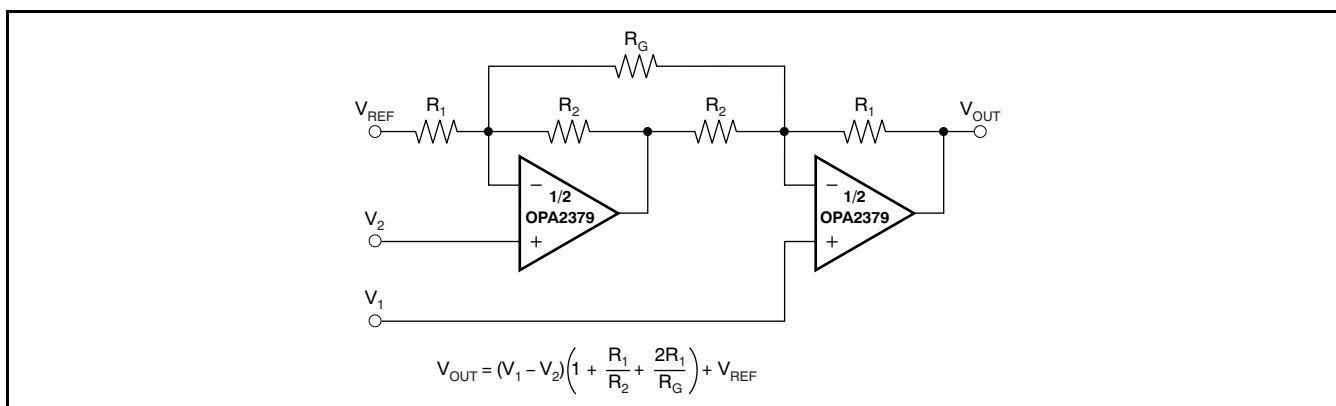 R_G
V_REF R_1 R_2 R_2 R_1 V_OUT
− −
1/2 1/2
OPA2379 OPA2379
V_2
+ +
V_1
V_OUT = (V_1 − V_2)(1 + R_1/R_2 + 2R_1/R_G) + V_REF